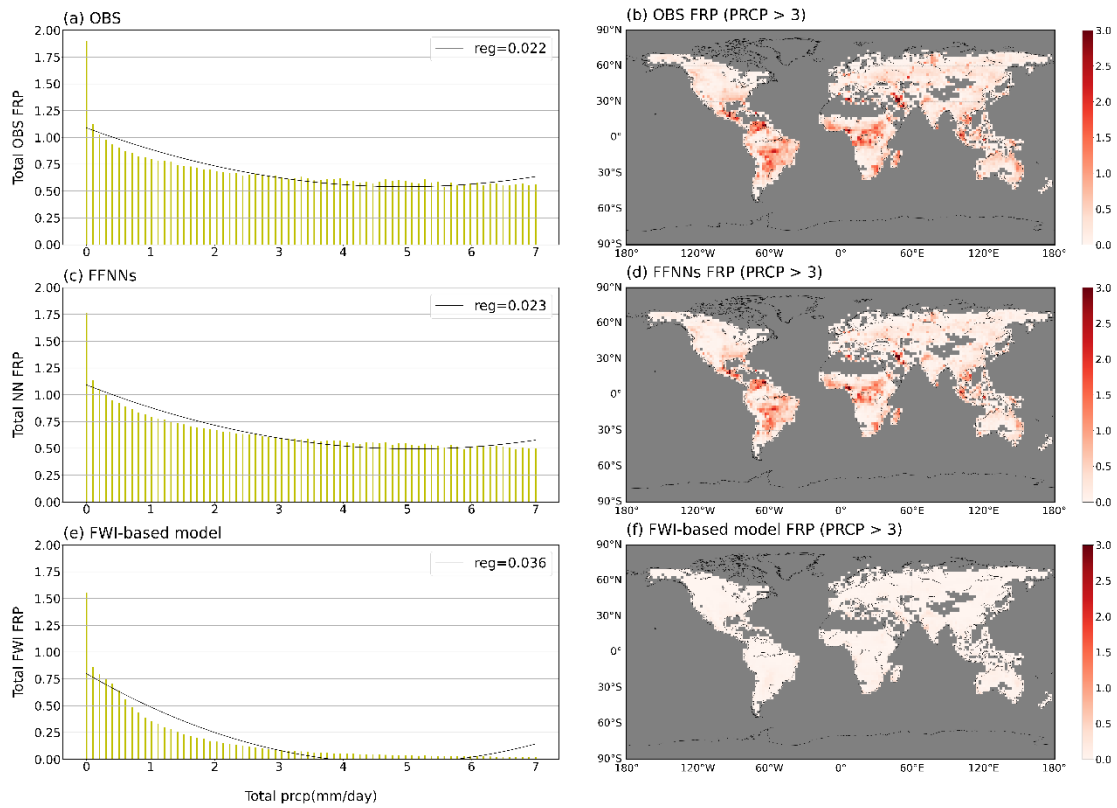 (a) OBS
2.00
1.75
1.50
1.25
1.00
0.75
0.50
0.25
0.00
Total OBS FRP
reg=0.022
0 1 2 3 4 5 6 7
(b) OBS FRP (PRCP > 3)
90°N
60°N
30°N
0°
30°S
60°S
90°S
180° 120°W 60°W 0° 60°E 120°E 180°
3.0
2.5
2.0
1.5
1.0
0.5
0.0
(c) FFNNs
2.00
1.75
1.50
1.25
1.00
0.75
0.50
0.25
0.00
Total NN FRP
reg=0.023
0 1 2 3 4 5 6 7
(d) FFNNs FRP (PRCP > 3)
90°N
60°N
30°N
0°
30°S
60°S
90°S
180° 120°W 60°W 0° 60°E 120°E 180°
3.0
2.5
2.0
1.5
1.0
0.5
0.0
(e) FWI-based model
2.00
1.75
1.50
1.25
1.00
0.75
0.50
0.25
0.00
Total FWI FRP
reg=0.036
0 1 2 3 4 5 6 7
Total prcp(mm/day)
(f) FWI-based model FRP (PRCP > 3)
90°N
60°N
30°N
0°
30°S
60°S
90°S
180° 120°W 60°W 0° 60°E 120°E 180°
3.0
2.5
2.0
1.5
1.0
0.5
0.0